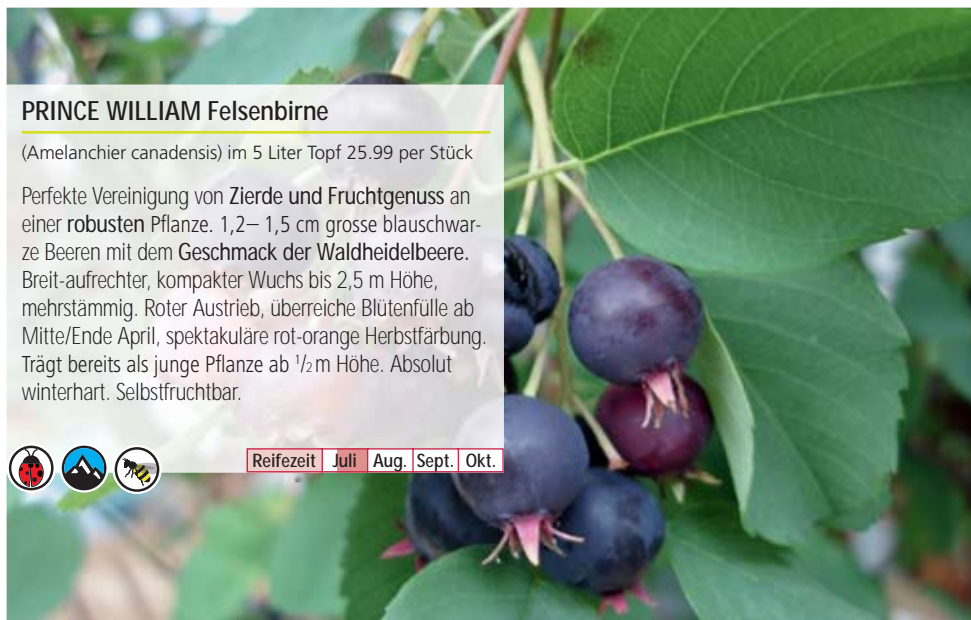 PRINCE WILLIAM Felsenbirne
(Amelanchier canadensis) im 5 Liter Topf 25.99 per Stück
Perfekte Vereinigung von Zierde und Fruchtgenuss an
einer robusten Pflanze. 1,2– 1,5 cm grosse blauschwar-
ze Beeren mit dem Geschmack der Waldheidelbeere.
Breit-aufrechter, kompakter Wuchs bis 2,5 m Höhe,
mehrstämmig. Roter Austrieb, überreiche Blütenfülle ab
Mitte/Ende April, spektakuläre rot-orange Herbstfärbung.
Trägt bereits als junge Pflanze ab 1/2 m Höhe. Absolut
winterhart. Selbstfruchtbar.
Reifezeit Juli Aug. Sept. Okt.